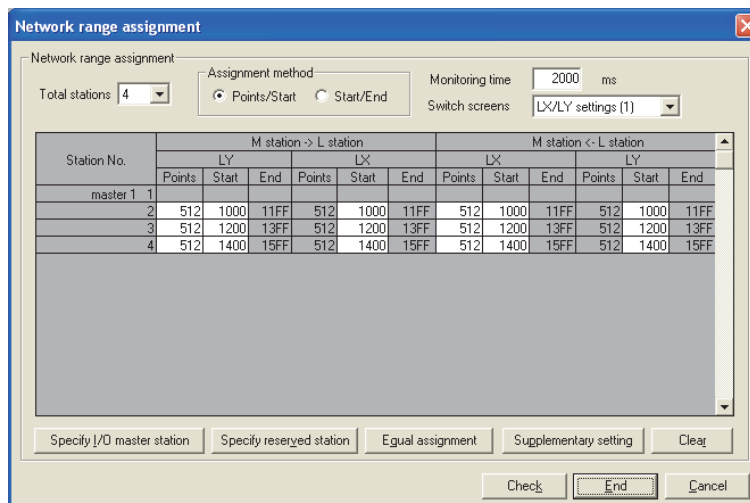 Network range assignment
Network range assignment
Total stations 4
Assignment method
Points/Start Start/End
Monitoring time 2000 ms
Switch screens LX/LY settings (1)
Station No. M station -> L station M station <- L station
LY LX LX LY
Points Start End Points Start End Points Start End Points Start End
master 1 1
2 512 1000 11FF 512 1000 11FF 512 1000 11FF 512 1000 11FF
3 512 1200 13FF 512 1200 13FF 512 1200 13FF 512 1200 13FF
4 512 1400 15FF 512 1400 15FF 512 1400 15FF 512 1400 15FF
Specify I/O master station Specify reserved station Equal assignment Supplementary setting Clear
Check End Cancel